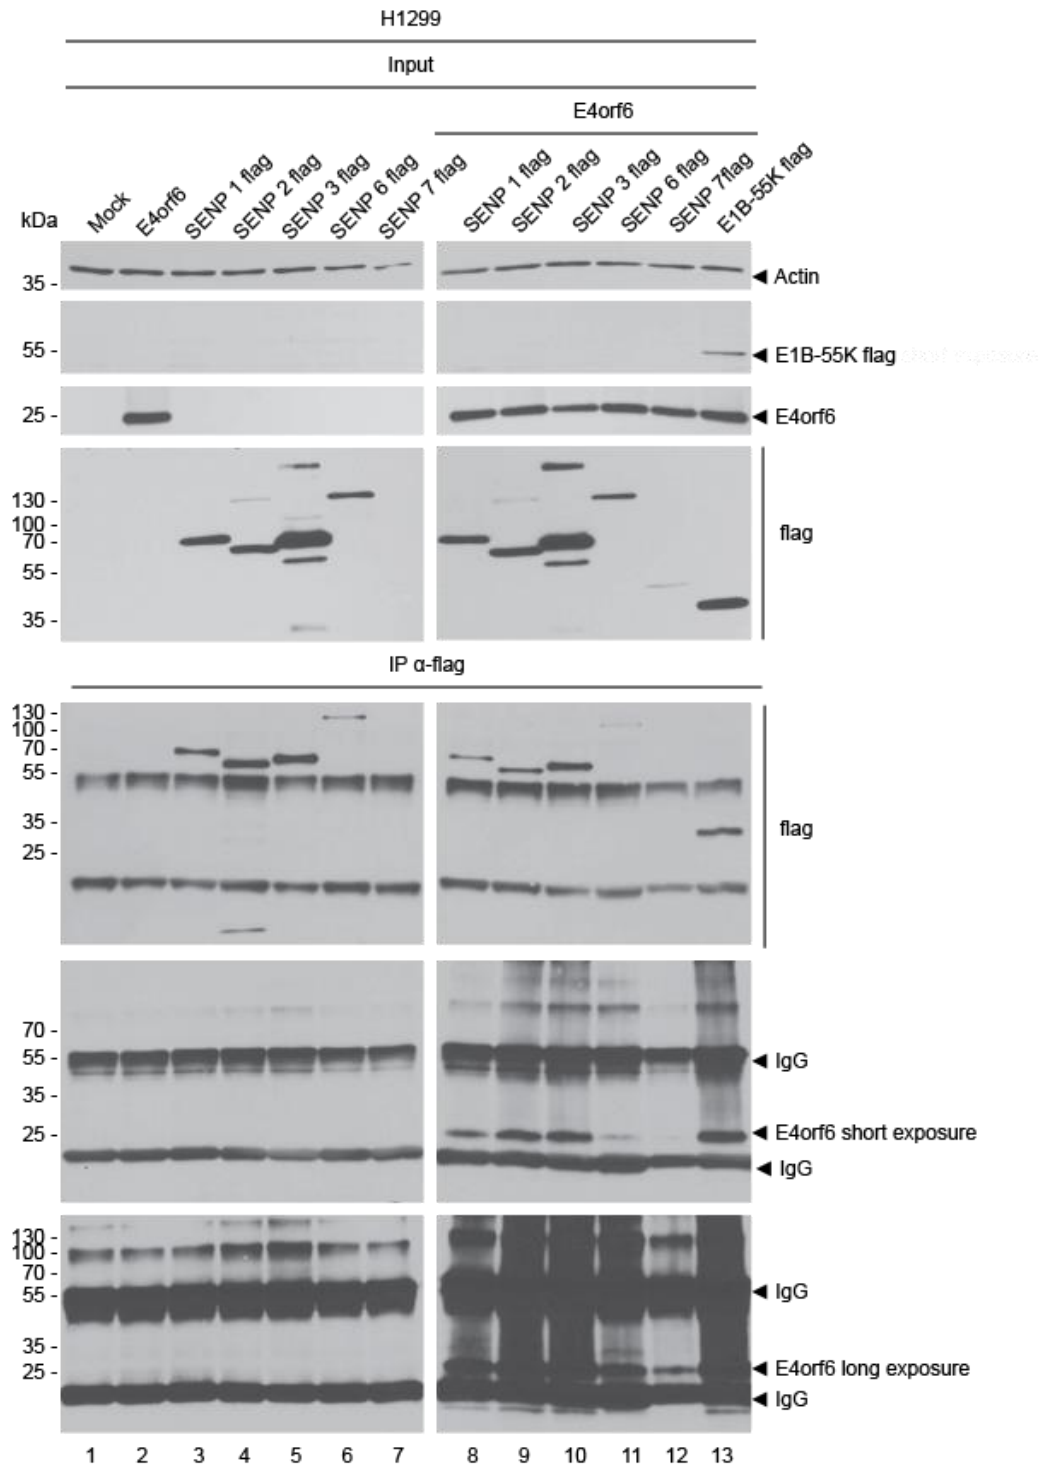 H1299
Input
E4orf6
Mock
E4orf6
SENP 1 flag
SENP 2 flag
SENP 3 flag
SENP 6 flag
SENP 7 flag
SENP 1 flag
SENP 2 flag
SENP 3 flag
SENP 6 flag
SENP 7flag
E1B-55K flag
kDa
35 -
◄ Actin
55 -
◄ E1B-55K flag
25 -
◄ E4orf6
130 -
100 -
70 -
55 -
35 -
flag
IP α-flag
130 -
100 -
70 -
55 -
35 -
25 -
flag
70 -
55 -
35 -
25 -
◄ IgG
◄ E4orf6 short exposure
◄ IgG
130 -
100 -
70 -
55 -
35 -
25 -
◄ IgG
◄ E4orf6 long exposure
◄ IgG
1 2 3 4 5 6 7 8 9 10 11 12 13